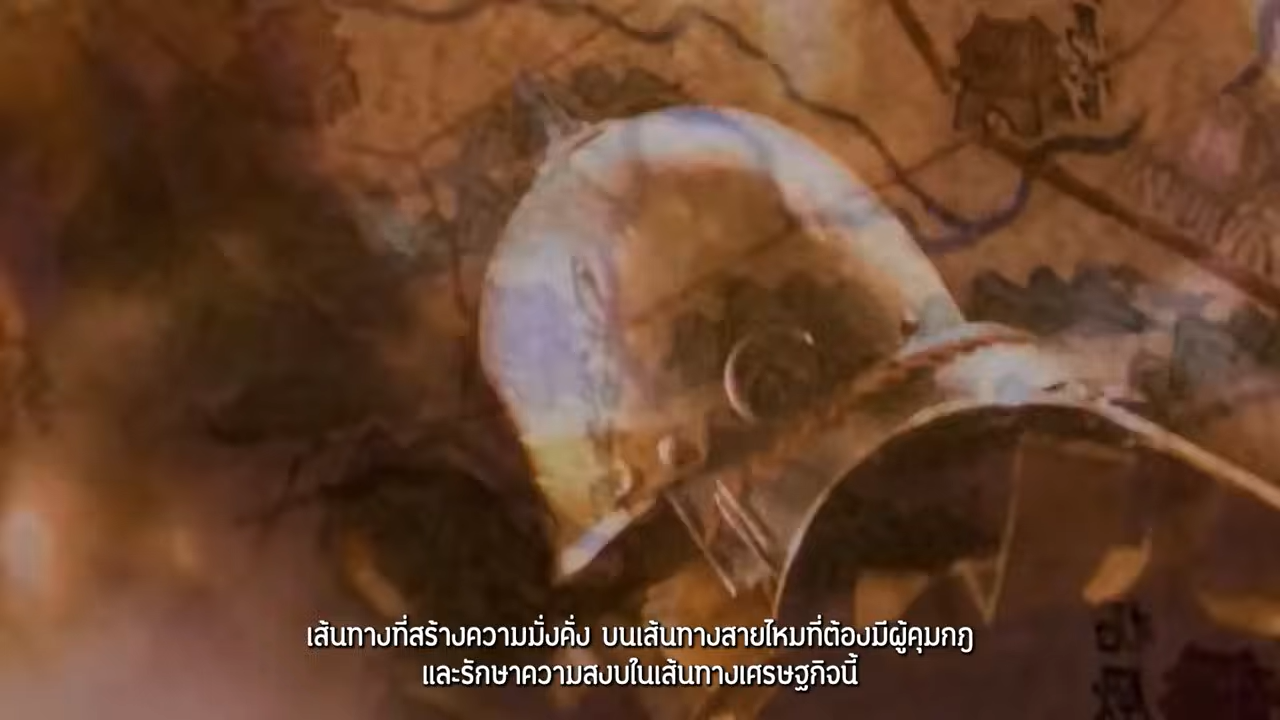 เส้นทางที่สร้างความมั่งคั่ง บนเส้นทางสายไหมที่ต้องมีผู้คุมกฎ
และรักษาความสงบในเส้นทางเศรษฐกิจนี้